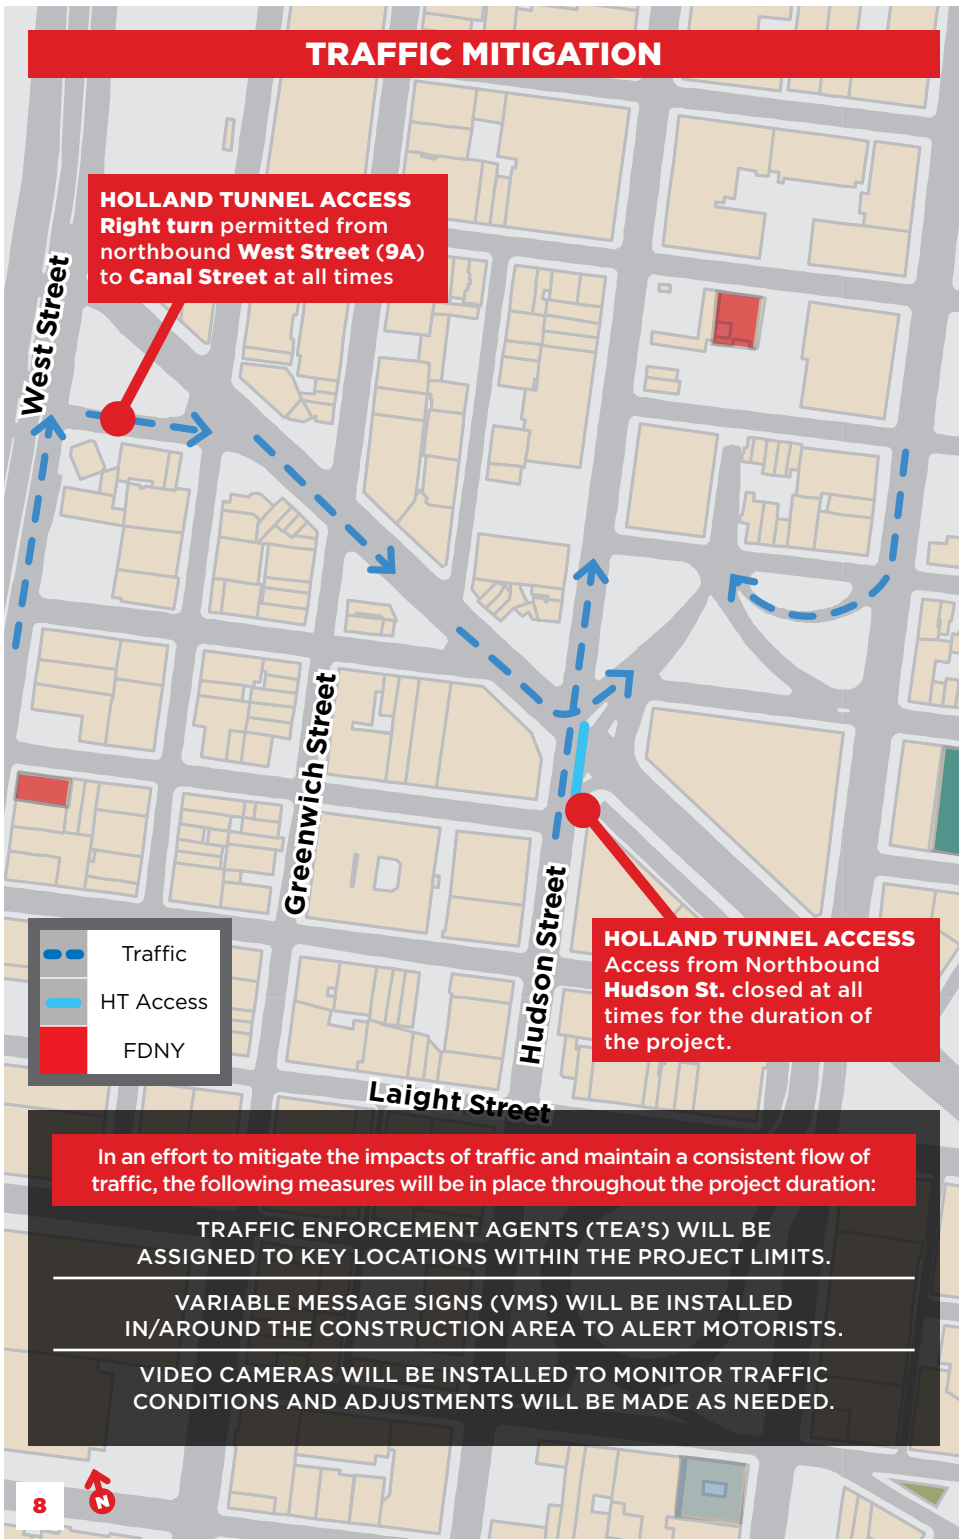 TRAFFIC MITIGATION
HOLLAND TUNNEL ACCESS
Right turn permitted from
northbound West Street (9A)
to Canal Street at all times
West Street
Greenwich Street
Hudson Street
HOLLAND TUNNEL ACCESS
Access from Northbound
Hudson St. closed at all
times for the duration of
the project.
Traffic
HT Access
FDNY
Laight Street
In an effort to mitigate the impacts of traffic and maintain a consistent flow of
traffic, the following measures will be in place throughout the project duration:
TRAFFIC ENFORCEMENT AGENTS (TEA’S) WILL BE
ASSIGNED TO KEY LOCATIONS WITHIN THE PROJECT LIMITS.
VARIABLE MESSAGE SIGNS (VMS) WILL BE INSTALLED
IN/AROUND THE CONSTRUCTION AREA TO ALERT MOTORISTS.
VIDEO CAMERAS WILL BE INSTALLED TO MONITOR TRAFFIC
CONDITIONS AND ADJUSTMENTS WILL BE MADE AS NEEDED.
8
N